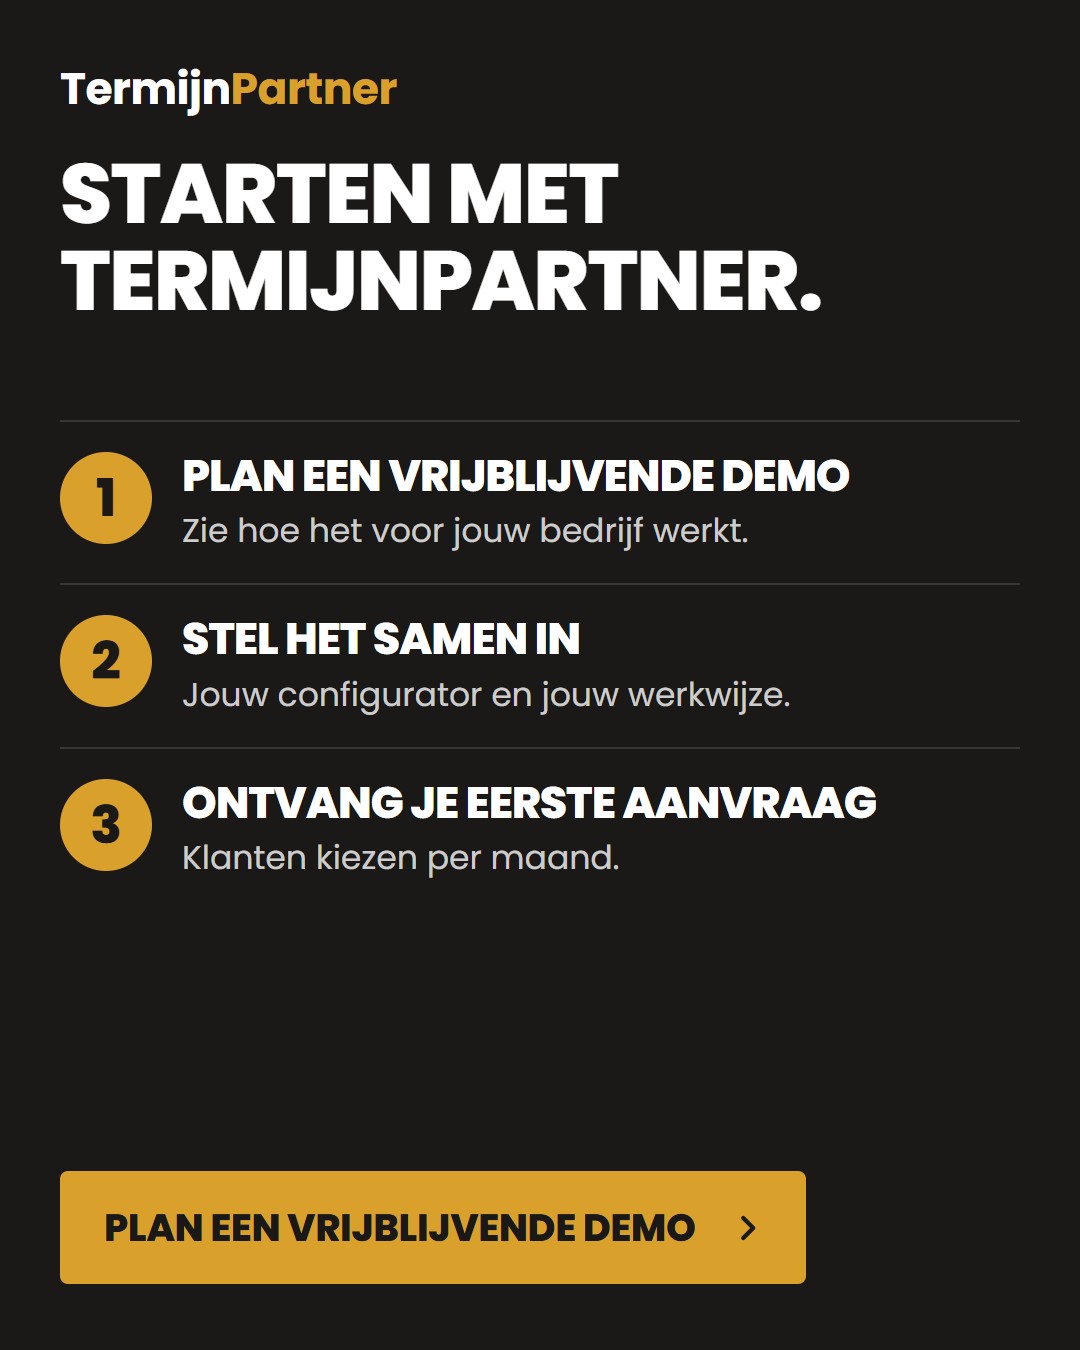 TermijnPartner
STARTEN MET
TERMIJNPARTNER.
1
PLAN EEN VRIJBLIJVENDE DEMO
Zie hoe het voor jouw bedrijf werkt.
2
STEL HET SAMEN IN
Jouw configurator en jouw werkwijze.
3
ONTVANG JE EERSTE AANVRAAG
Klanten kiezen per maand.
PLAN EEN VRIJBLIJVENDE DEMO